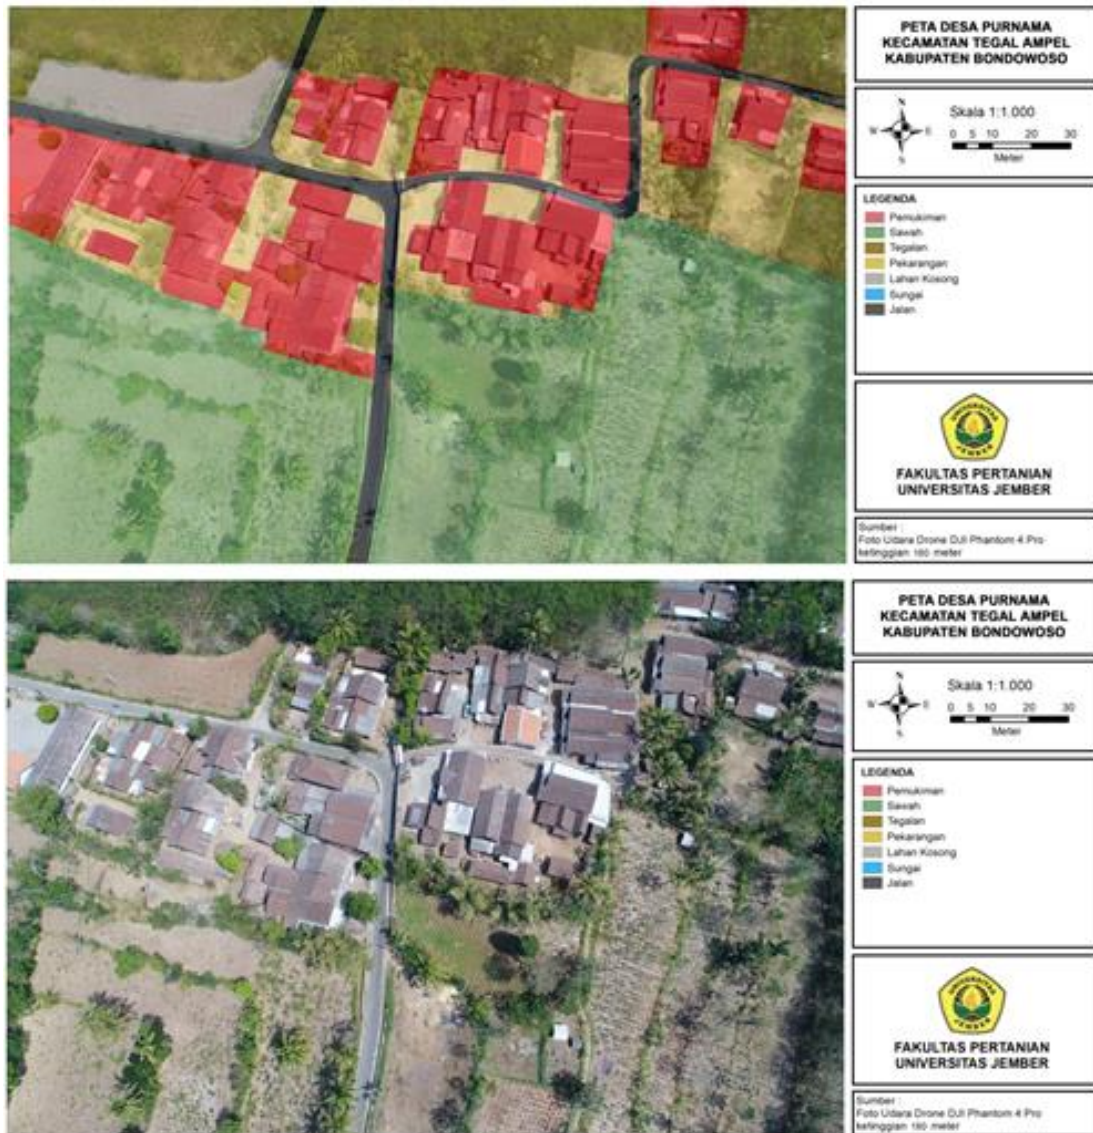 PETA DESA PURNAMA
KECAMATAN TEGAL AMPEL
KABUPATEN BONDOWOSO
N
W E
S
Skala 1:1.000
0 5 10 20 30
Meter
LEGENDA
Pemukiman
Sawah
Tegalan
Pekarangan
Lahan Kosong
Sungai
Jalan
UNIVERSITAS
JEMBER
FAKULTAS PERTANIAN
UNIVERSITAS JEMBER
Sumber :
Foto Udara Drone DJI Phantom 4 Pro
ketinggian 180 meter
PETA DESA PURNAMA
KECAMATAN TEGAL AMPEL
KABUPATEN BONDOWOSO
N
W E
S
Skala 1:1.000
0 5 10 20 30
Meter
LEGENDA
Pemukiman
Sawah
Tegalan
Pekarangan
Lahan Kosong
Sungai
Jalan
UNIVERSITAS
JEMBER
FAKULTAS PERTANIAN
UNIVERSITAS JEMBER
Sumber :
Foto Udara Drone DJI Phantom 4 Pro
ketinggian 180 meter